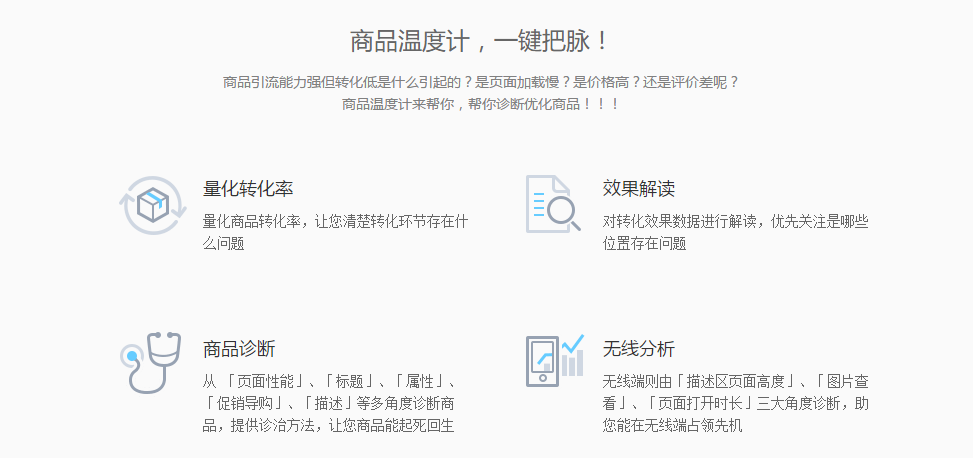 商品温度计，一键把脉！
商品引流能力强但转化低是什么引起的？是页面加载慢？是价格高？还是评价差呢？
商品温度计来帮你，帮你诊断优化商品！！！
量化转化率
量化商品转化率，让您清楚转化环节存在什
么问题
效果解读
对转化效果数据进行解读，优先关注是哪些
位置存在问题
商品诊断
从 「页面性能」、「标题」、「属性」、
「促销导购」、「描述」等多角度诊断商
品，提供诊治方法，让您商品能起死回生
无线分析
无线端则由「描述区页面高度」、「图片查
看」、「页面打开时长」三大角度诊断，助
您能在无线端占领先机